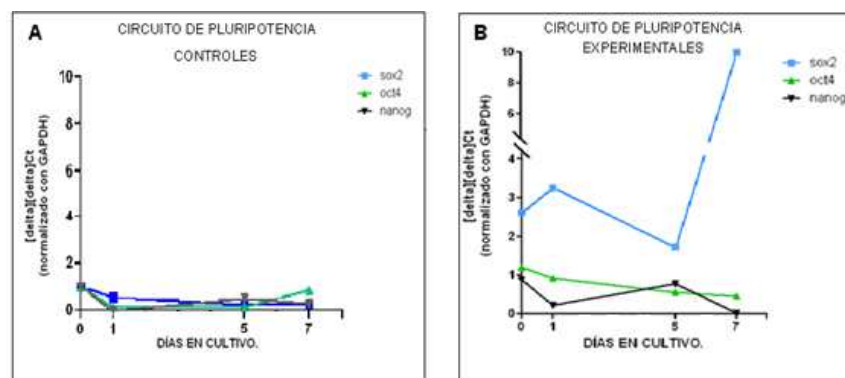 A
CIRCUITO DE PLURIPOTENCIA
CONTROLES
sox2
oct4
nanog
[delta][delta]Ct
(normalizado con GAPDH)
10
8
6
4
2
0
0 1 5 7
DÍAS EN CULTIVO.
B
CIRCUITO DE PLURIPOTENCIA
EXPERIMENTALES
sox2
oct4
nanog
[delta][delta]Ct
(normalizado con GAPDH)
10
8
6
4
3
2
1
0
0 1 5 7
DÍAS EN CULTIVO.